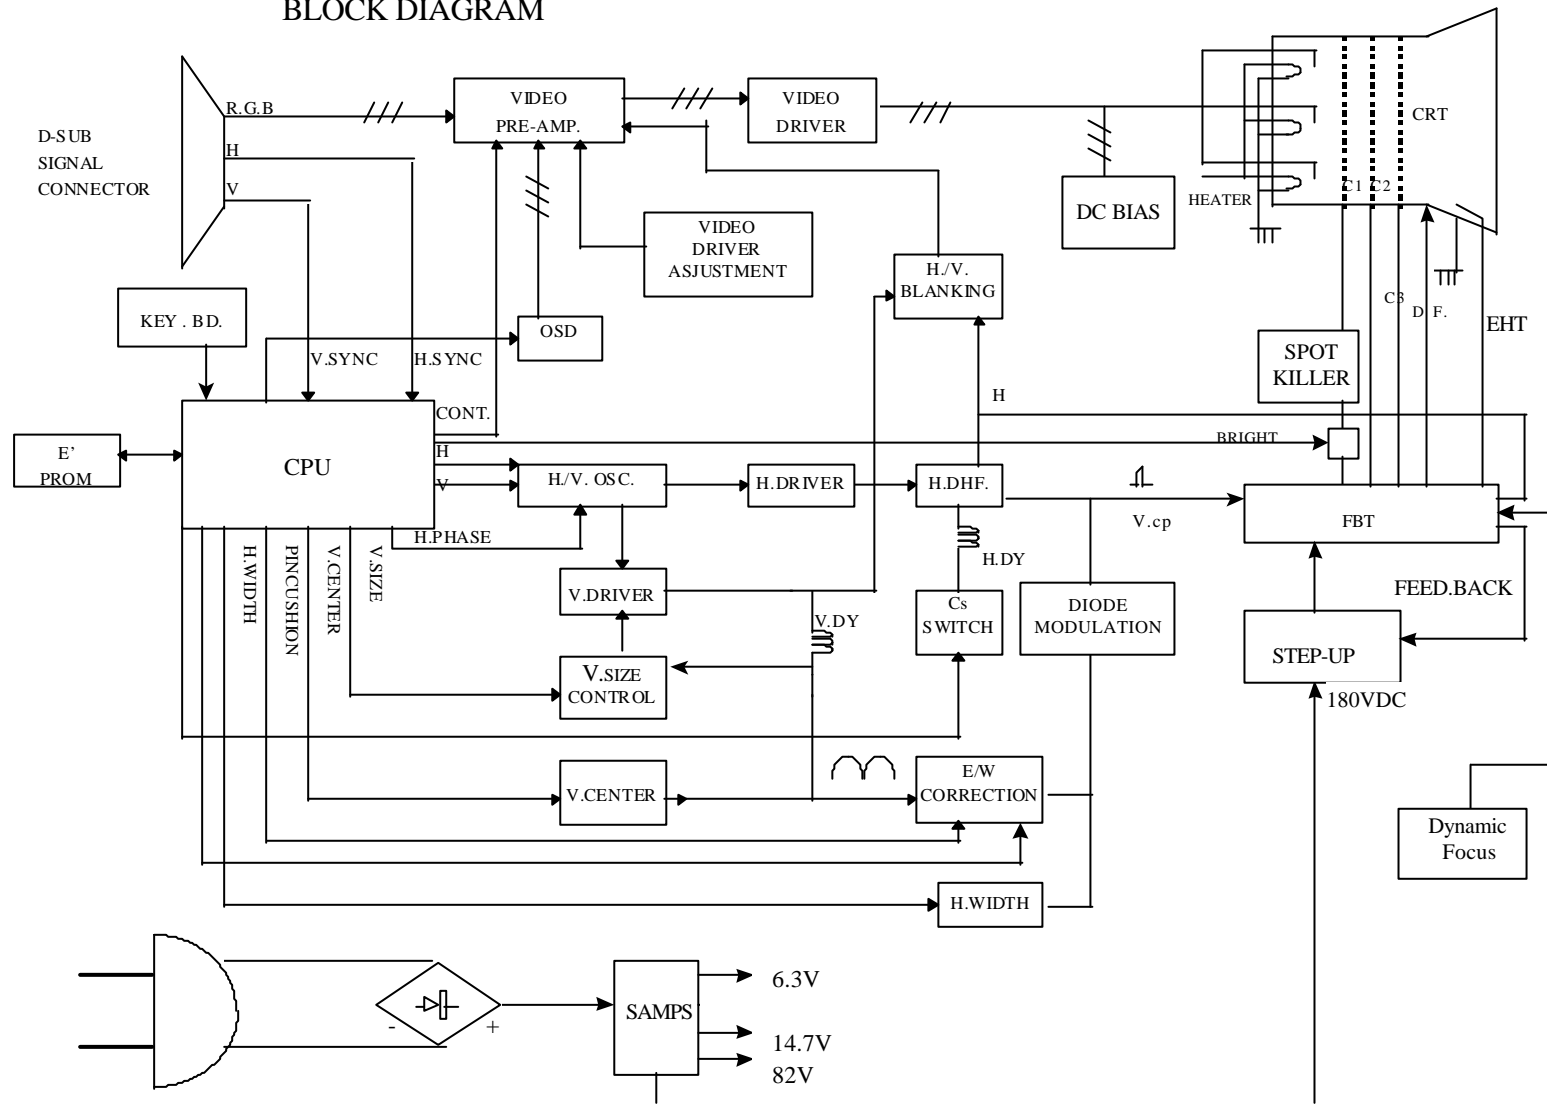 BLOCK DIAGRAM
D-SUB
SIGNAL
CONNECTOR
R.G.B
H
V
VIDEO
PRE-AMP.
VIDEO
DRIVER
DC BIAS
HEATER
CRT
C1
C2
VIDEO
DRIVER
ASJUSTMENT
H./V.
BLANKING
KEY . BD.
OSD
V.SYNC
H.SYNC
C3
D.F.
EHT
SPOT
KILLER
H
CONT.
BRIGHT
E'
PROM
CPU
H
V
H./V. OSC.
H.DRIVER
H.DHF.
V.cp
FBT
H.PHASE
H.DY
H.WIDTH
PINCUSHION
V.CENTER
V.SIZE
V.DRIVER
V.DY
Cs
SWITCH
DIODE
MODULATION
FEED.BACK
STEP-UP
180VDC
V.SIZE
CONTROL
V.CENTER
E/W
CORRECTION
Dynamic
Focus
H.WIDTH
- +
SAMPS
6.3V
14.7V
82V